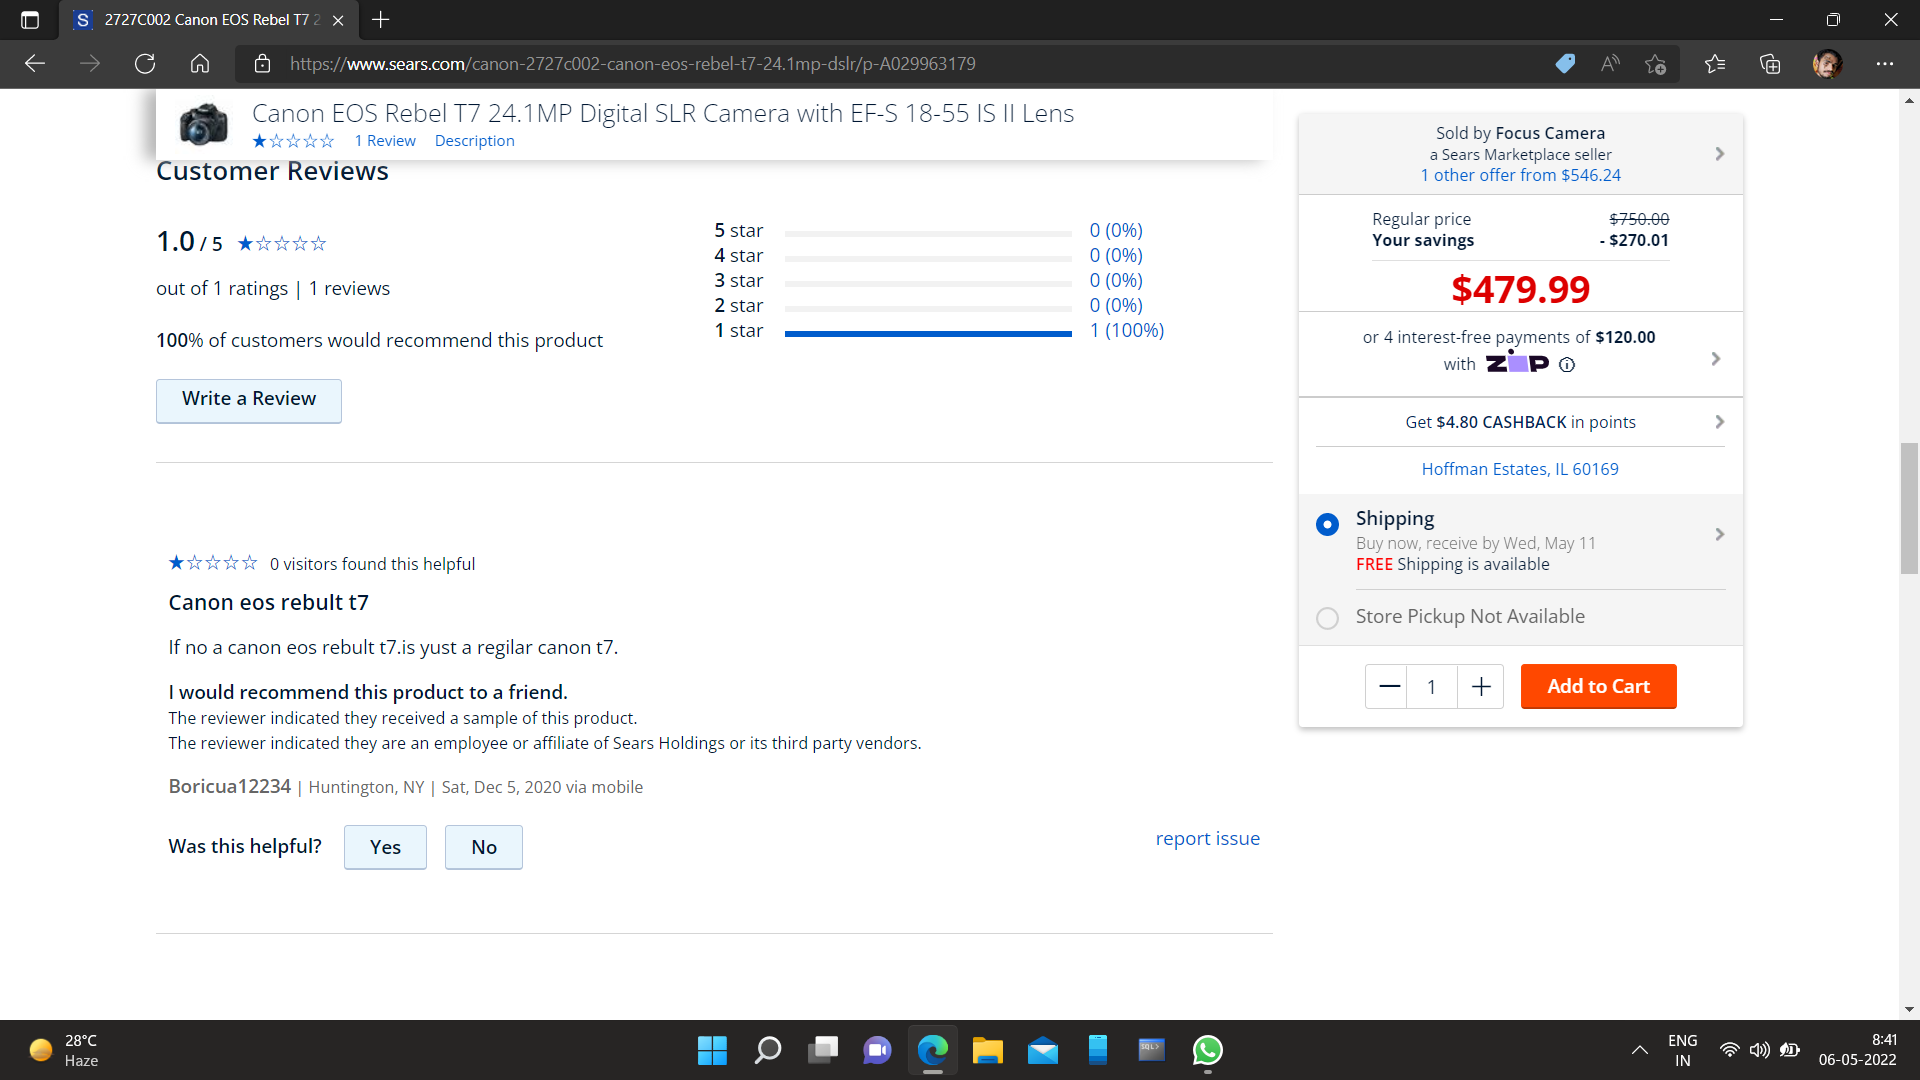 2727C002 Canon EOS Rebel T7 2
https://www.sears.com/canon-2727c002-canon-eos-rebel-t7-24.1mp-dslr/p-A029963179
Canon EOS Rebel T7 24.1MP Digital SLR Camera with EF-S 18-55 IS II Lens
1 Review Description
Customer Reviews
1.0 / 5
out of 1 ratings | 1 reviews
100% of customers would recommend this product
Write a Review
5 star 0 (0%)
4 star 0 (0%)
3 star 0 (0%)
2 star 0 (0%)
1 star 1 (100%)
0 visitors found this helpful
Canon eos rebult t7
If no a canon eos rebult t7.is yust a regilar canon t7.
I would recommend this product to a friend.
The reviewer indicated they received a sample of this product.
The reviewer indicated they are an employee or affiliate of Sears Holdings or its third party vendors.
Boricua12234 | Huntington, NY | Sat, Dec 5, 2020 via mobile
Was this helpful? Yes No
report issue
Sold by Focus Camera
a Sears Marketplace seller
1 other offer from $546.24
Regular price $750.00
Your savings - $270.01
$479.99
or 4 interest-free payments of $120.00
with ZIP
Get $4.80 CASHBACK in points
Hoffman Estates, IL 60169
Shipping
Buy now, receive by Wed, May 11
FREE Shipping is available
Store Pickup Not Available
1
Add to Cart
28°C
Haze
SQL>
ENG
IN
8:41
06-05-2022